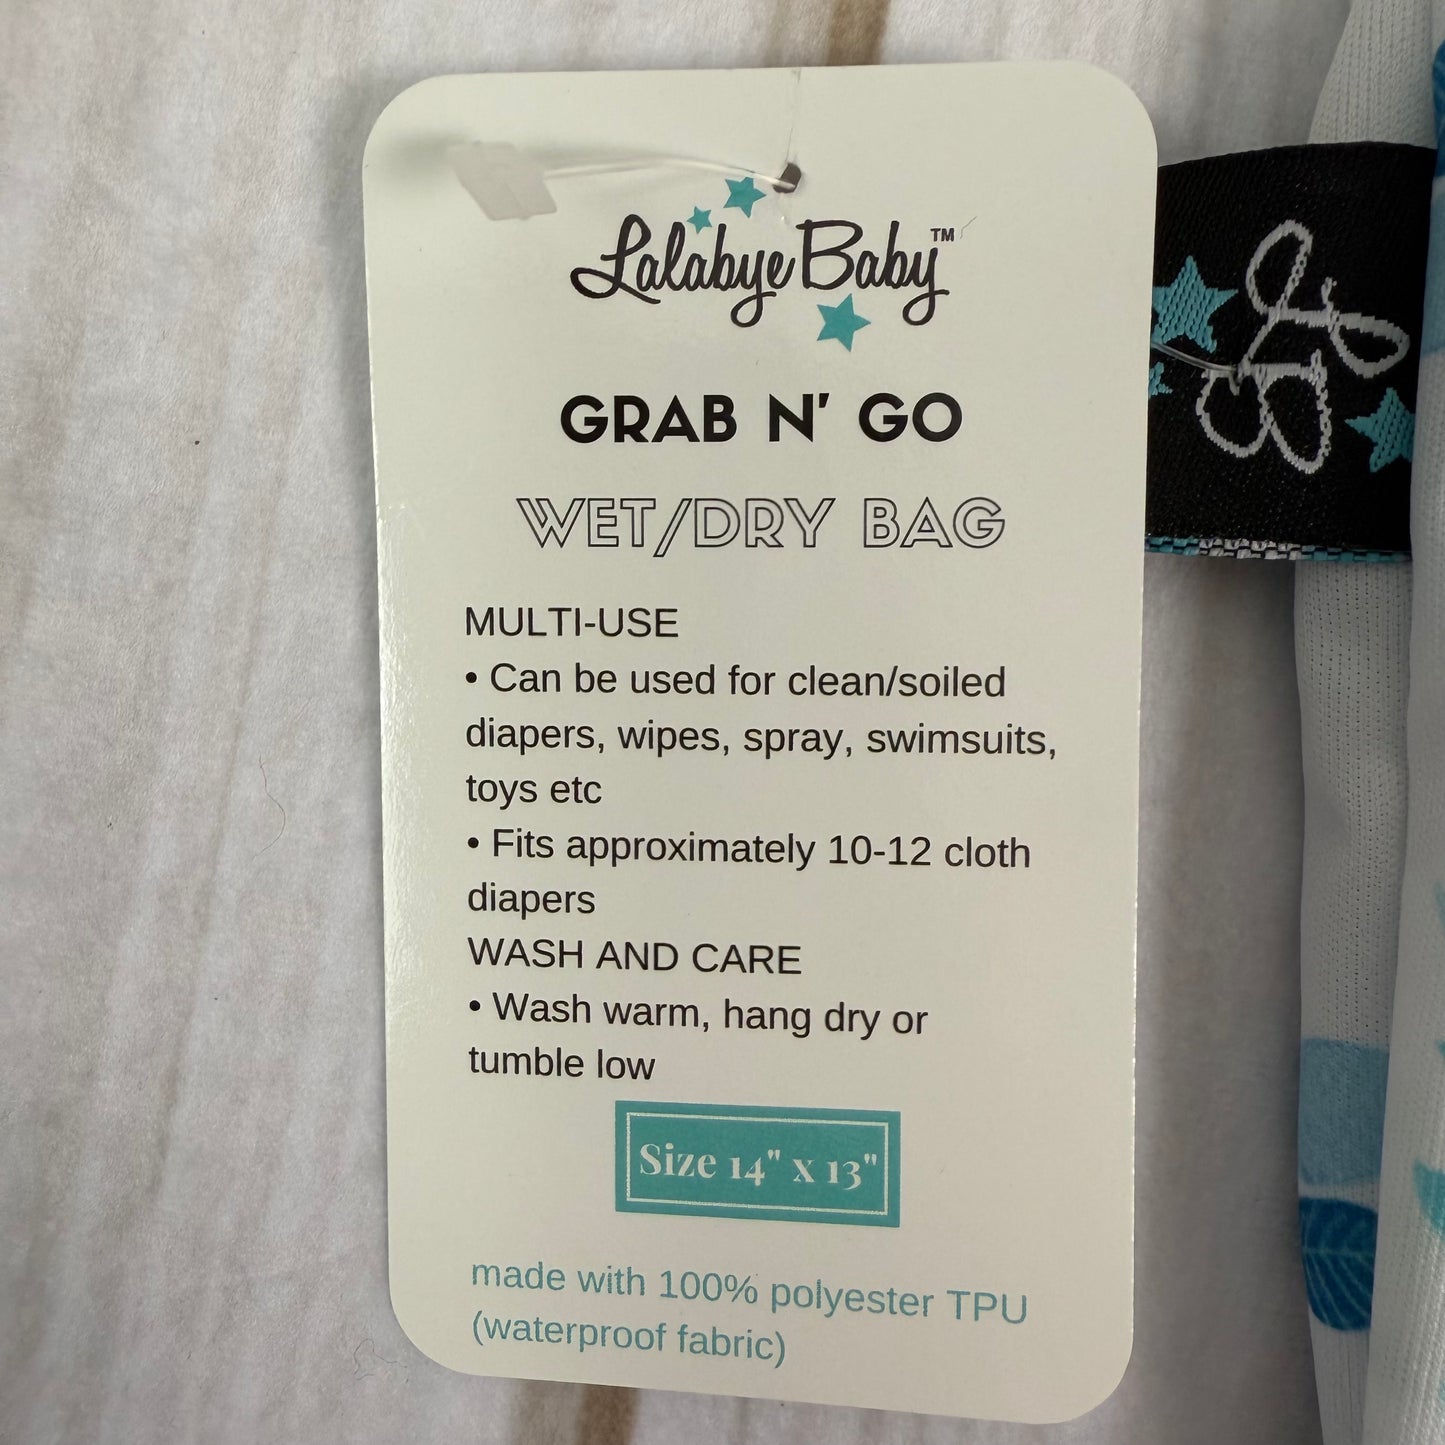 Lalabye Baby™
GRAB N' GO
WET/DRY BAG
MULTI-USE
• Can be used for clean/soiled
diapers, wipes, spray, swimsuits,
toys etc
• Fits approximately 10-12 cloth
diapers
WASH AND CARE
• Wash warm, hang dry or
tumble low
Size 14" x 13"
made with 100% polyester TPU
(waterproof fabric)